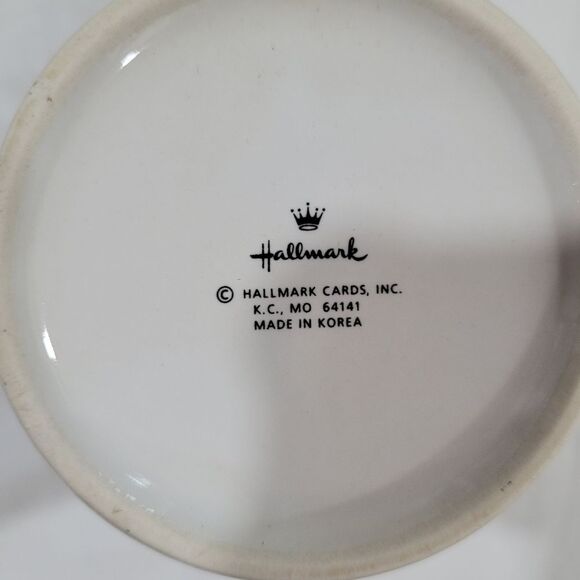 Hallmark
© HALLMARK CARDS, INC.
K.C., MO 64141
MADE IN KOREA